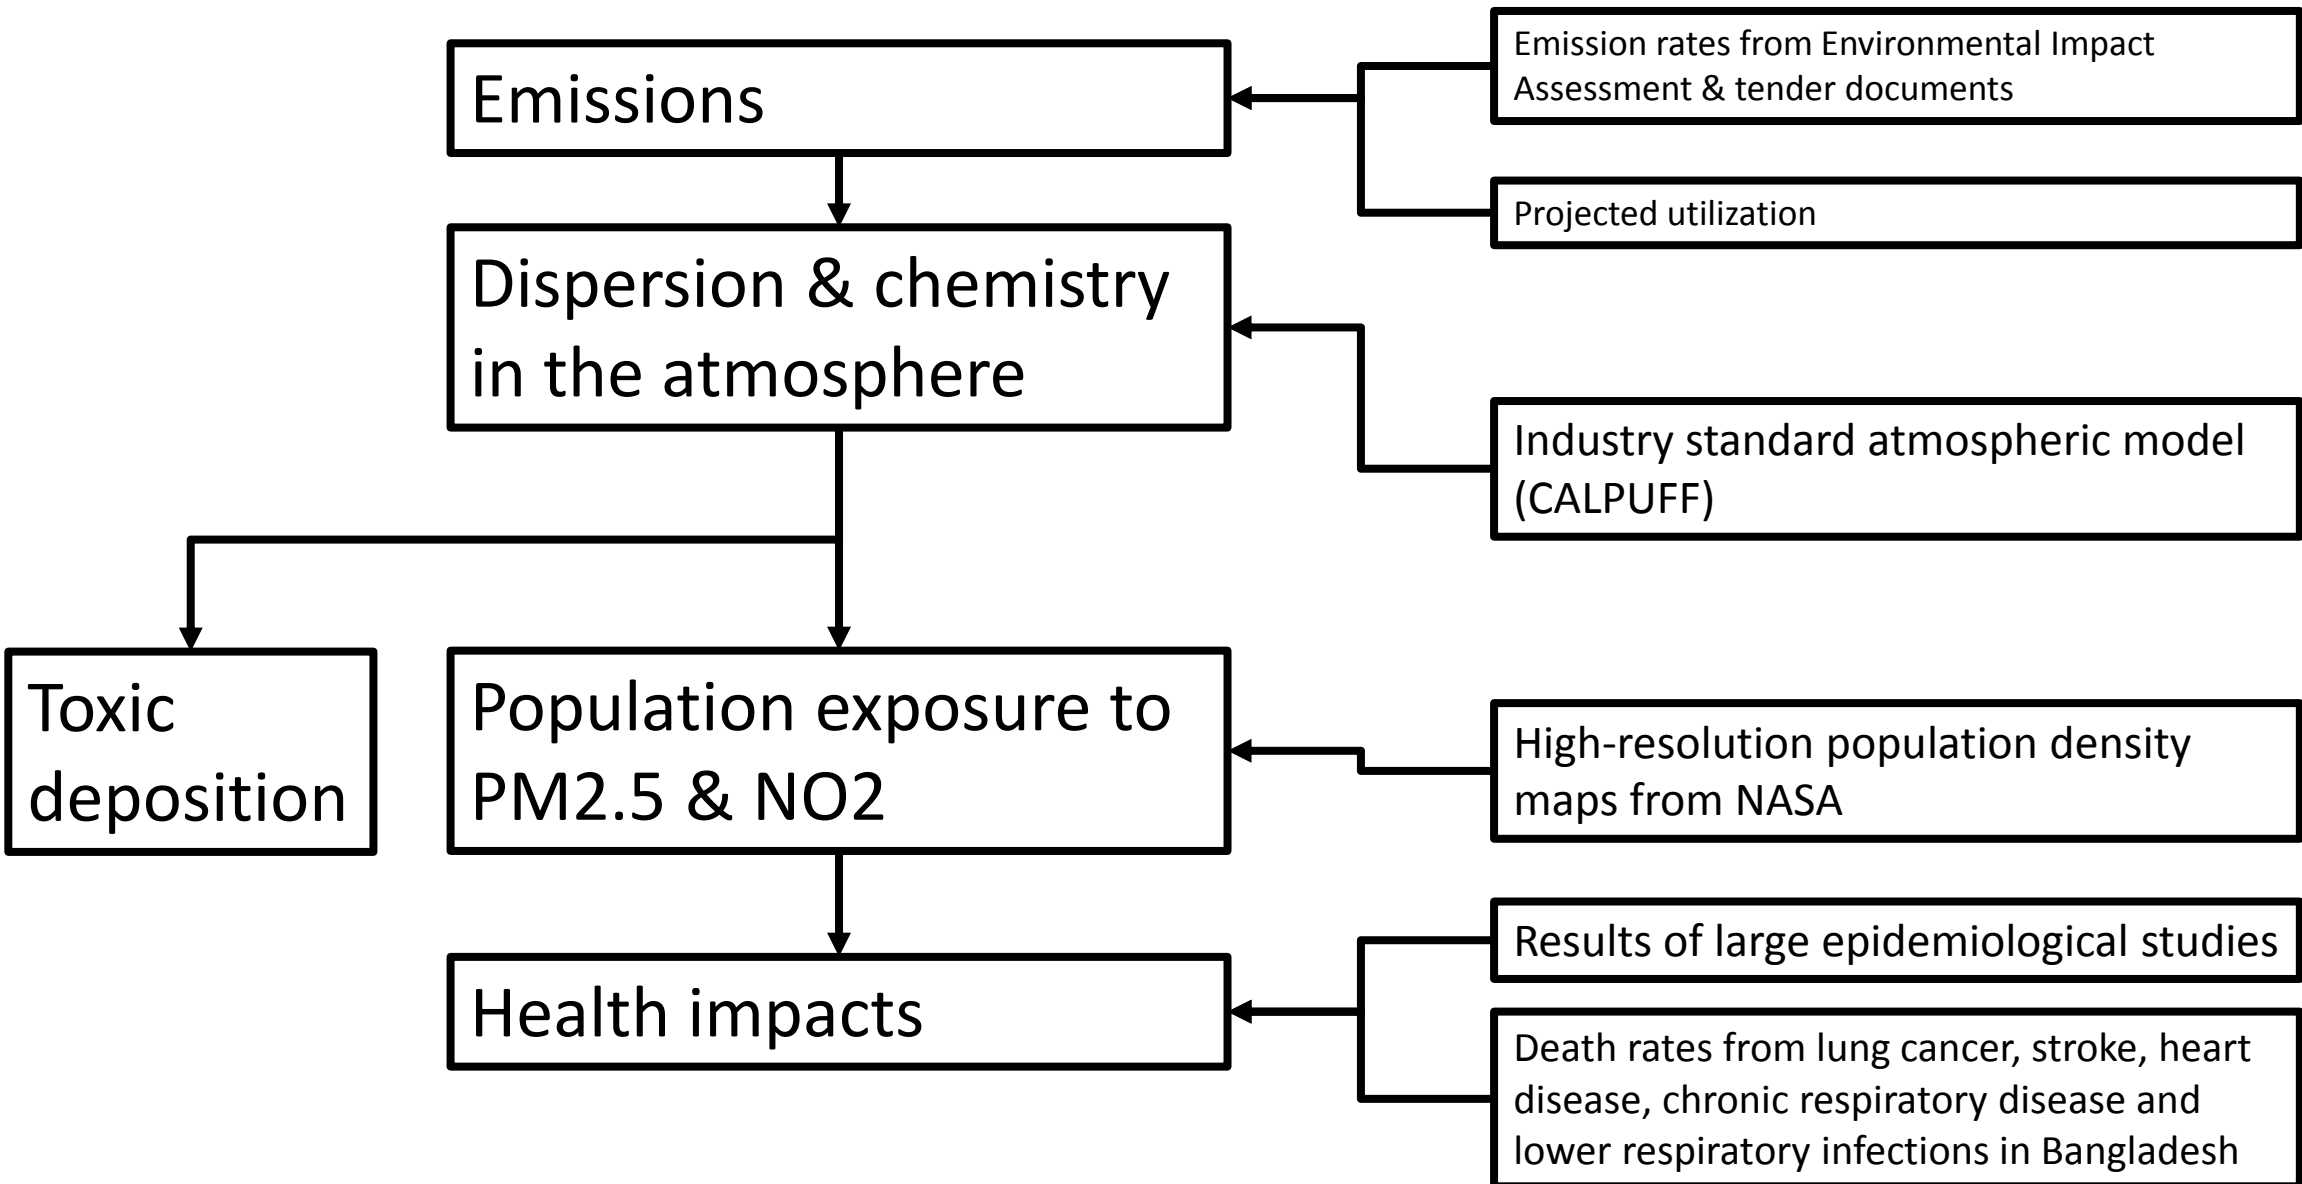 Emissions
Emission rates from Environmental Impact
Assessment & tender documents
Projected utilization
Dispersion & chemistry
in the atmosphere
Industry standard atmospheric model
(CALPUFF)
Toxic
deposition
Population exposure to
PM2.5 & NO2
High-resolution population density
maps from NASA
Health impacts
Results of large epidemiological studies
Death rates from lung cancer, stroke, heart
disease, chronic respiratory disease and
lower respiratory infections in Bangladesh